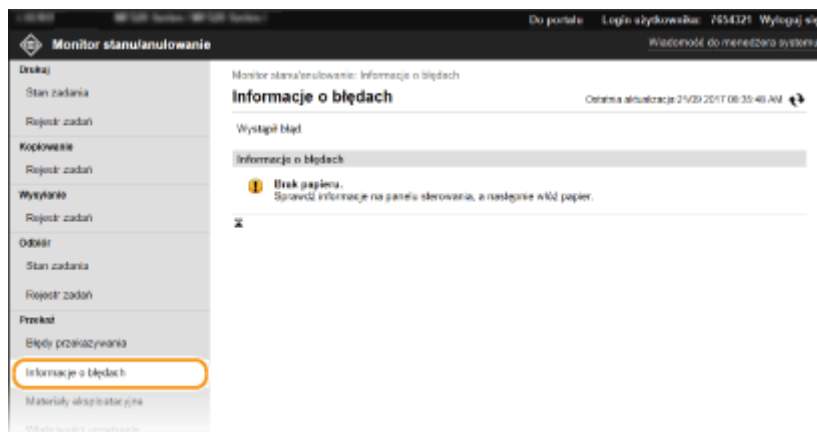 Do portalu Login użytkownika: 7654321 Wyloguj się
Monitor stanu/anulowanie
Wiadomość do menedżera systemu
Drukuj
Stan zadania
Rejestr zadań
Kopiowanie
Rejestr zadań
Wysyłanie
Rejestr zadań
Odbiór
Stan zadania
Rejestr zadań
Przekaż
Błędy przekazywania
Informacje o błędach
Materiały eksploatacyjne
Monitor stanu/anulowanie: Informacje o błędach
Informacje o błędach
Ostatnia aktualizacja: 21/09 2017 08:35:48 AM
Wystąpił błąd.
Informacje o błędach
Brak papieru.
Sprawdź informacje na panelu sterowania, a następnie włóż papier.